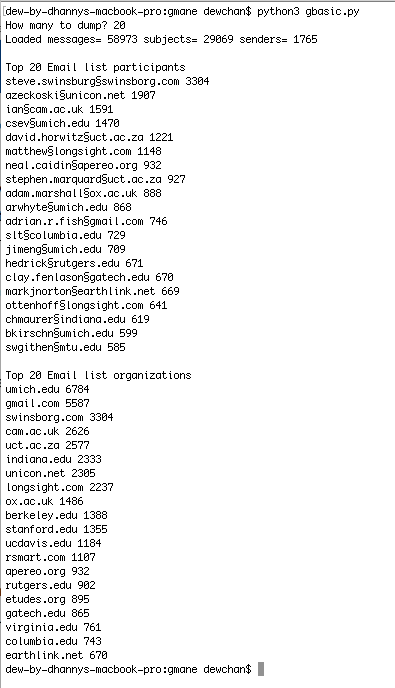 dew-by-dhannys-macbook-pro:gmane dewchan$ python3 gbasic.py
How many to dump? 20
Loaded messages= 58973 subjects= 29069 senders= 1765
Top 20 Email list participants
steve.swinsburg§swinsborg.com 3304
azeckoski§unicon.net 1907
ian§cam.ac.uk 1591
csev§umich.edu 1470
david.horwitz§uct.ac.za 1221
matthew§longsight.com 1148
neal.caidin§apereo.org 932
stephen.marquard§uct.ac.za 927
adam.marshall§ox.ac.uk 888
arwhyte§umich.edu 868
adrian.r.fish§gmail.com 746
slt§columbia.edu 729
jimeng§umich.edu 709
hedrick§rutgers.edu 671
clay.fenlason§gatech.edu 670
markjnorton§earthlink.net 669
ottenhoff§longsight.com 641
chmaurer§indiana.edu 619
bkirschn§umich.edu 599
swgithen§mtu.edu 585
Top 20 Email list organizations
umich.edu 6784
gmail.com 5587
swinsborg.com 3304
cam.ac.uk 2626
uct.ac.za 2577
indiana.edu 2333
unicon.net 2305
longsight.com 2237
ox.ac.uk 1486
berkeley.edu 1388
stanford.edu 1355
ucdavis.edu 1184
rsmart.com 1107
apereo.org 932
rutgers.edu 902
etudes.org 895
gatech.edu 865
virginia.edu 761
columbia.edu 743
earthlink.net 670
dew-by-dhannys-macbook-pro:gmane dewchan$